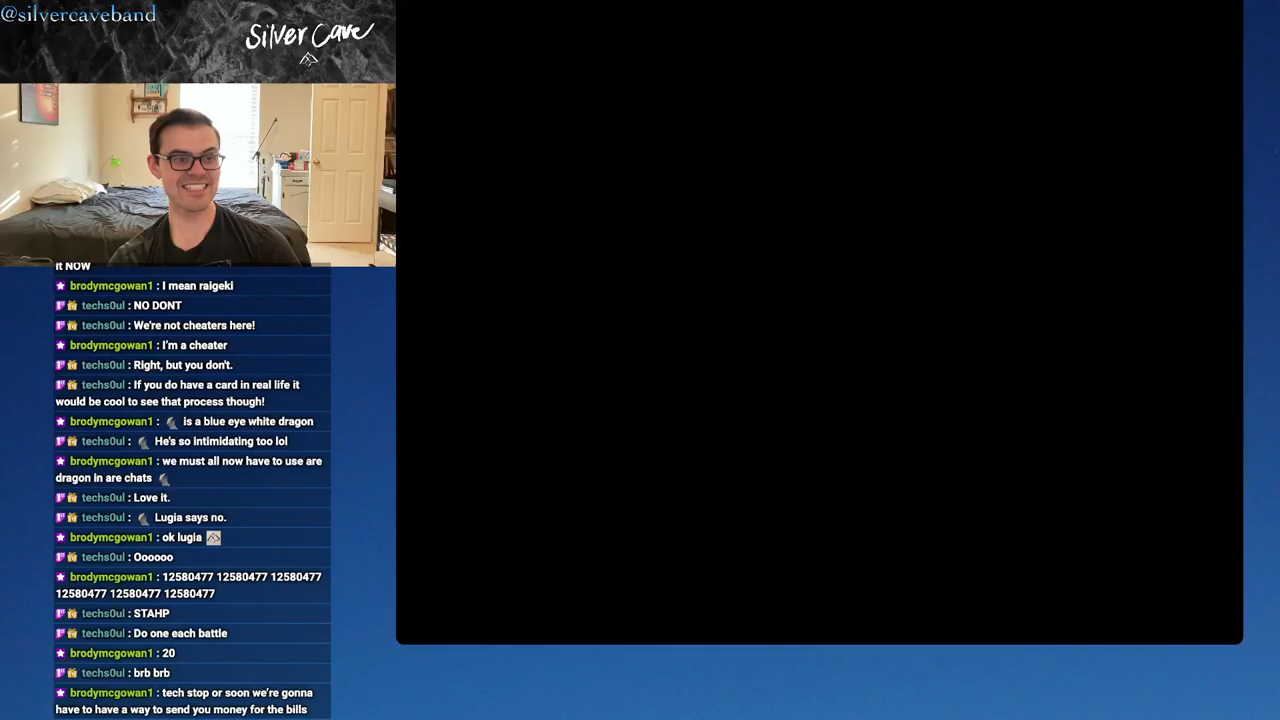 @silvercaveband
Silver Cave
it NOW
brodymcgowan1 : I mean raigeki
techs0ul : NO DONT
techs0ul : We're not cheaters here!
brodymcgowan1 : I'm a cheater
techs0ul : Right, but you don't.
techs0ul : If you do have a card in real life it
would be cool to see that process though!
brodymcgowan1 : is a blue eye white dragon
techs0ul : He's so intimidating too lol
brodymcgowan1 : we must all now have to use are
dragon in are chats
techs0ul : Love it.
techs0ul : Lugia says no.
brodymcgowan1 : ok lugia
techs0ul : Oooooo
brodymcgowan1 : 12580477 12580477 12580477
12580477 12580477 12580477
techs0ul : STAHP
techs0ul : Do one each battle
brodymcgowan1 : 20
techs0ul : brb brb
brodymcgowan1 : tech stop or soon we're gonna
have to have a way to send you money for the bills